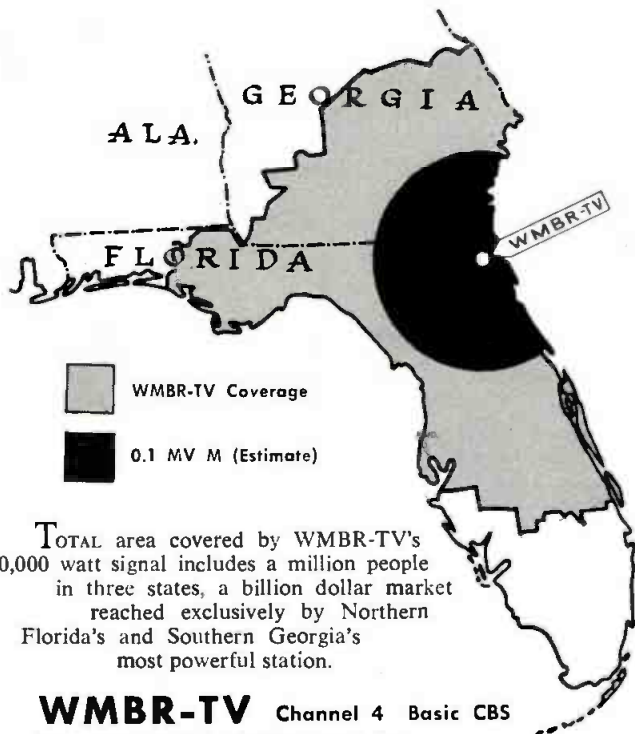 GEORGIA
ALA.
WMBR-TV
FLORIDA
WMBR-TV Coverage
0.1 MV M (Estimate)
TOTAL area covered by WMBR-TV's
0,000 watt signal includes a million people
in three states, a billion dollar market
reached exclusively by Northern
Florida's and Southern Georgia's
most powerful station.
WMBR-TV Channel 4 Basic CBS